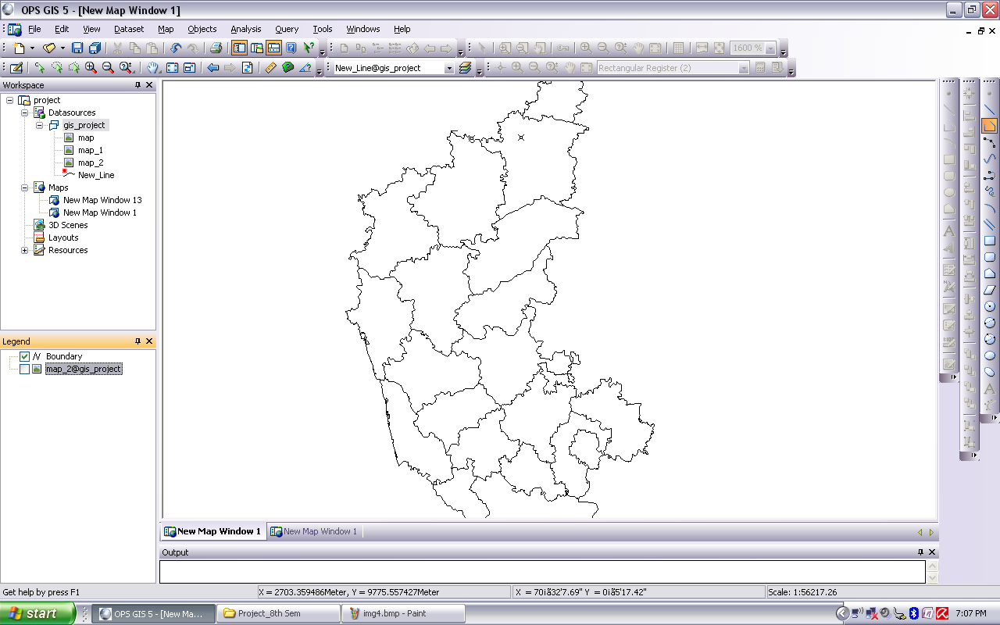 OPS GIS 5 - [New Map Window 1]
File Edit View Dataset Map Objects Analysis Query Tools Windows Help
1600 %
New_Line@gis_project
Rectangular Register (2)
Workspace
project
Datasources
gis_project
map
map_1
map_2
New_Line
Maps
New Map Window 13
New Map Window 1
3D Scenes
Layouts
Resources
Legend
Boundary
map_2@gis_project
New Map Window 1 New Map Window 1
Output
Get help by press F1 X = 2703.359486Meter, Y = 9775.557427Meter X = 70¡ã32'7.69" Y = 0¡ã5'17.42" Scale: 1:56217.26
start OPS GIS 5 - [New Ma... Project_8th Sem img4.bmp - Paint 7:07 PM